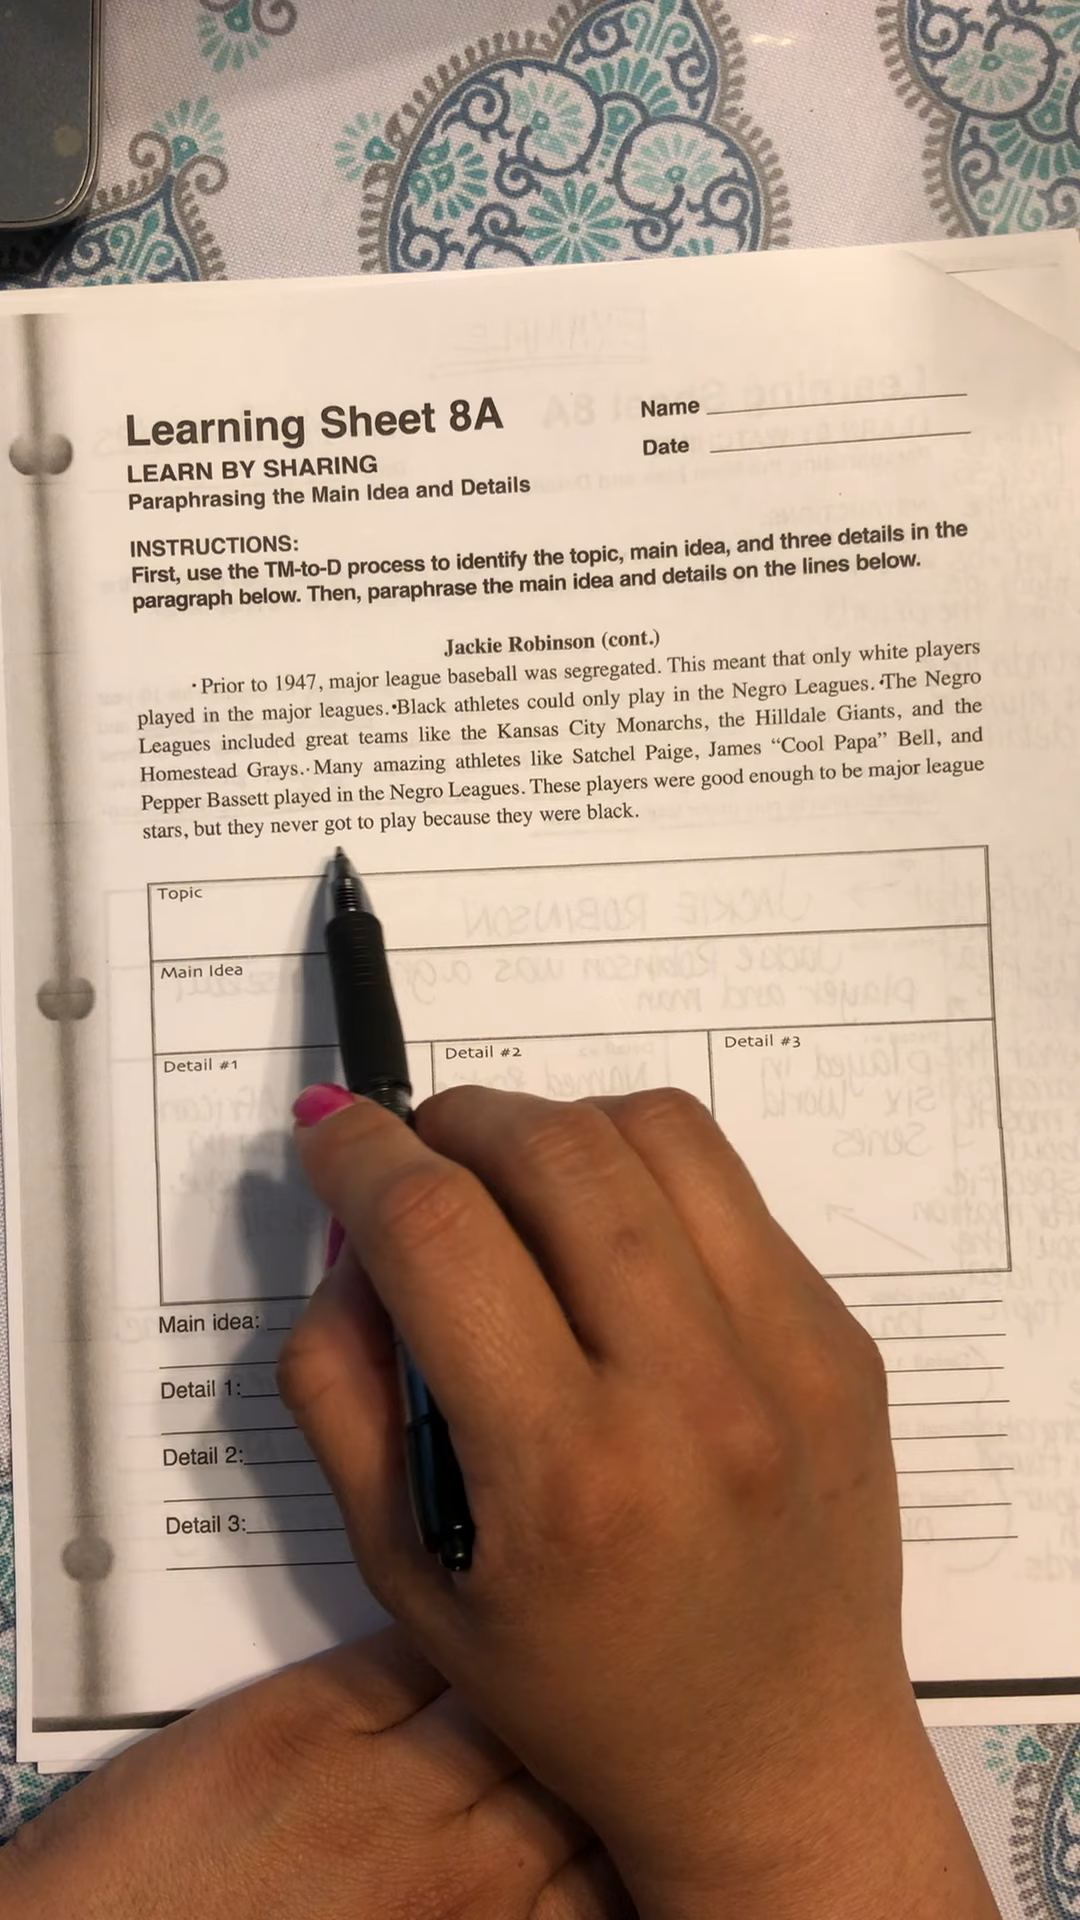 Learning Sheet 8A
Name
Date
LEARN BY SHARING
Paraphrasing the Main Idea and Details
INSTRUCTIONS:
First, use the TM-to-D process to identify the topic, main idea, and three details in the
paragraph below. Then, paraphrase the main idea and details on the lines below.
Jackie Robinson (cont.)
•Prior to 1947, major league baseball was segregated. This meant that only white players
played in the major leagues.•Black athletes could only play in the Negro Leagues.•The Negro
Leagues included great teams like the Kansas City Monarchs, the Hilldale Giants, and the
Homestead Grays.•Many amazing athletes like Satchel Paige, James “Cool Papa” Bell, and
Pepper Bassett played in the Negro Leagues. These players were good enough to be major league
stars, but they never got to play because they were black.
Topic
Main Idea
Detail #1
Detail #2
Detail #3
Main idea:
Detail 1:
Detail 2:
Detail 3: